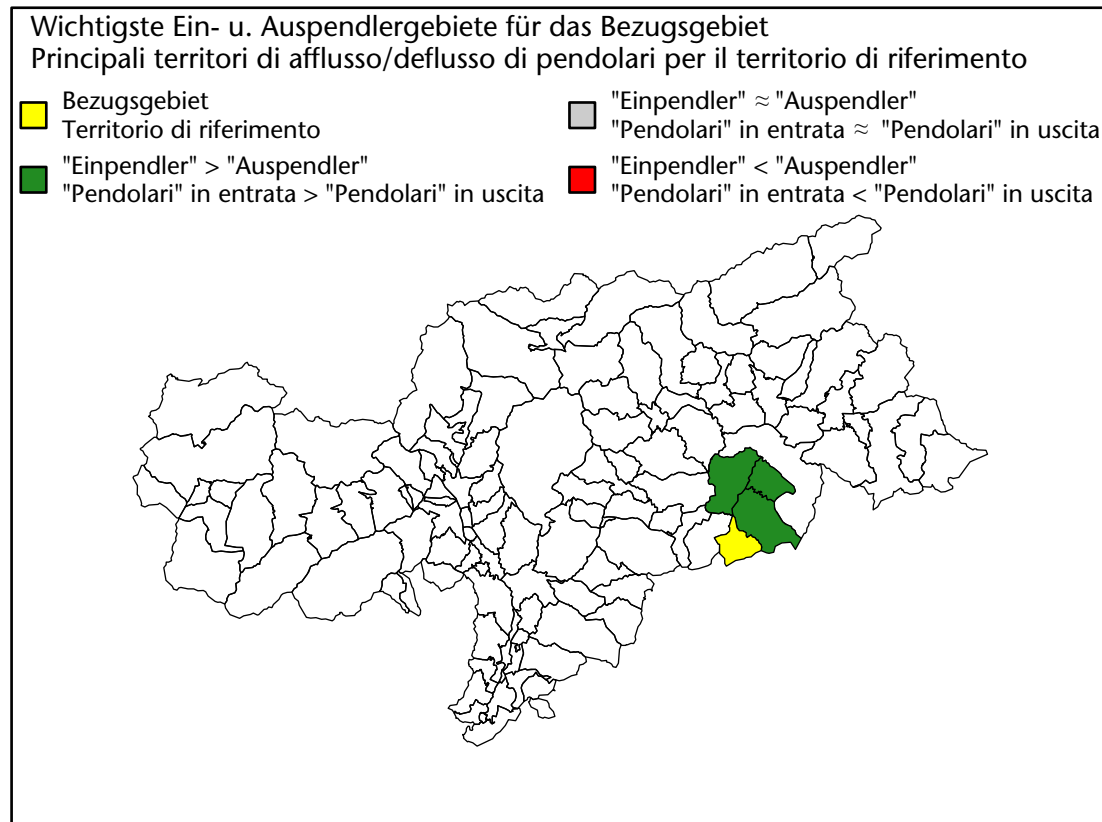 Wichtigste Ein- u. Auspendlergebiete für das Bezugsgebiet
Principali territori di afflusso/deflusso di pendolari per il territorio di riferimento
Bezugsgebiet
Territorio di riferimento
"Einpendler" > "Auspendler"
"Pendolari" in entrata > "Pendolari" in uscita
"Einpendler" ≈ "Auspendler"
"Pendolari" in entrata ≈ "Pendolari" in uscita
"Einpendler" < "Auspendler"
"Pendolari" in entrata < "Pendolari" in uscita